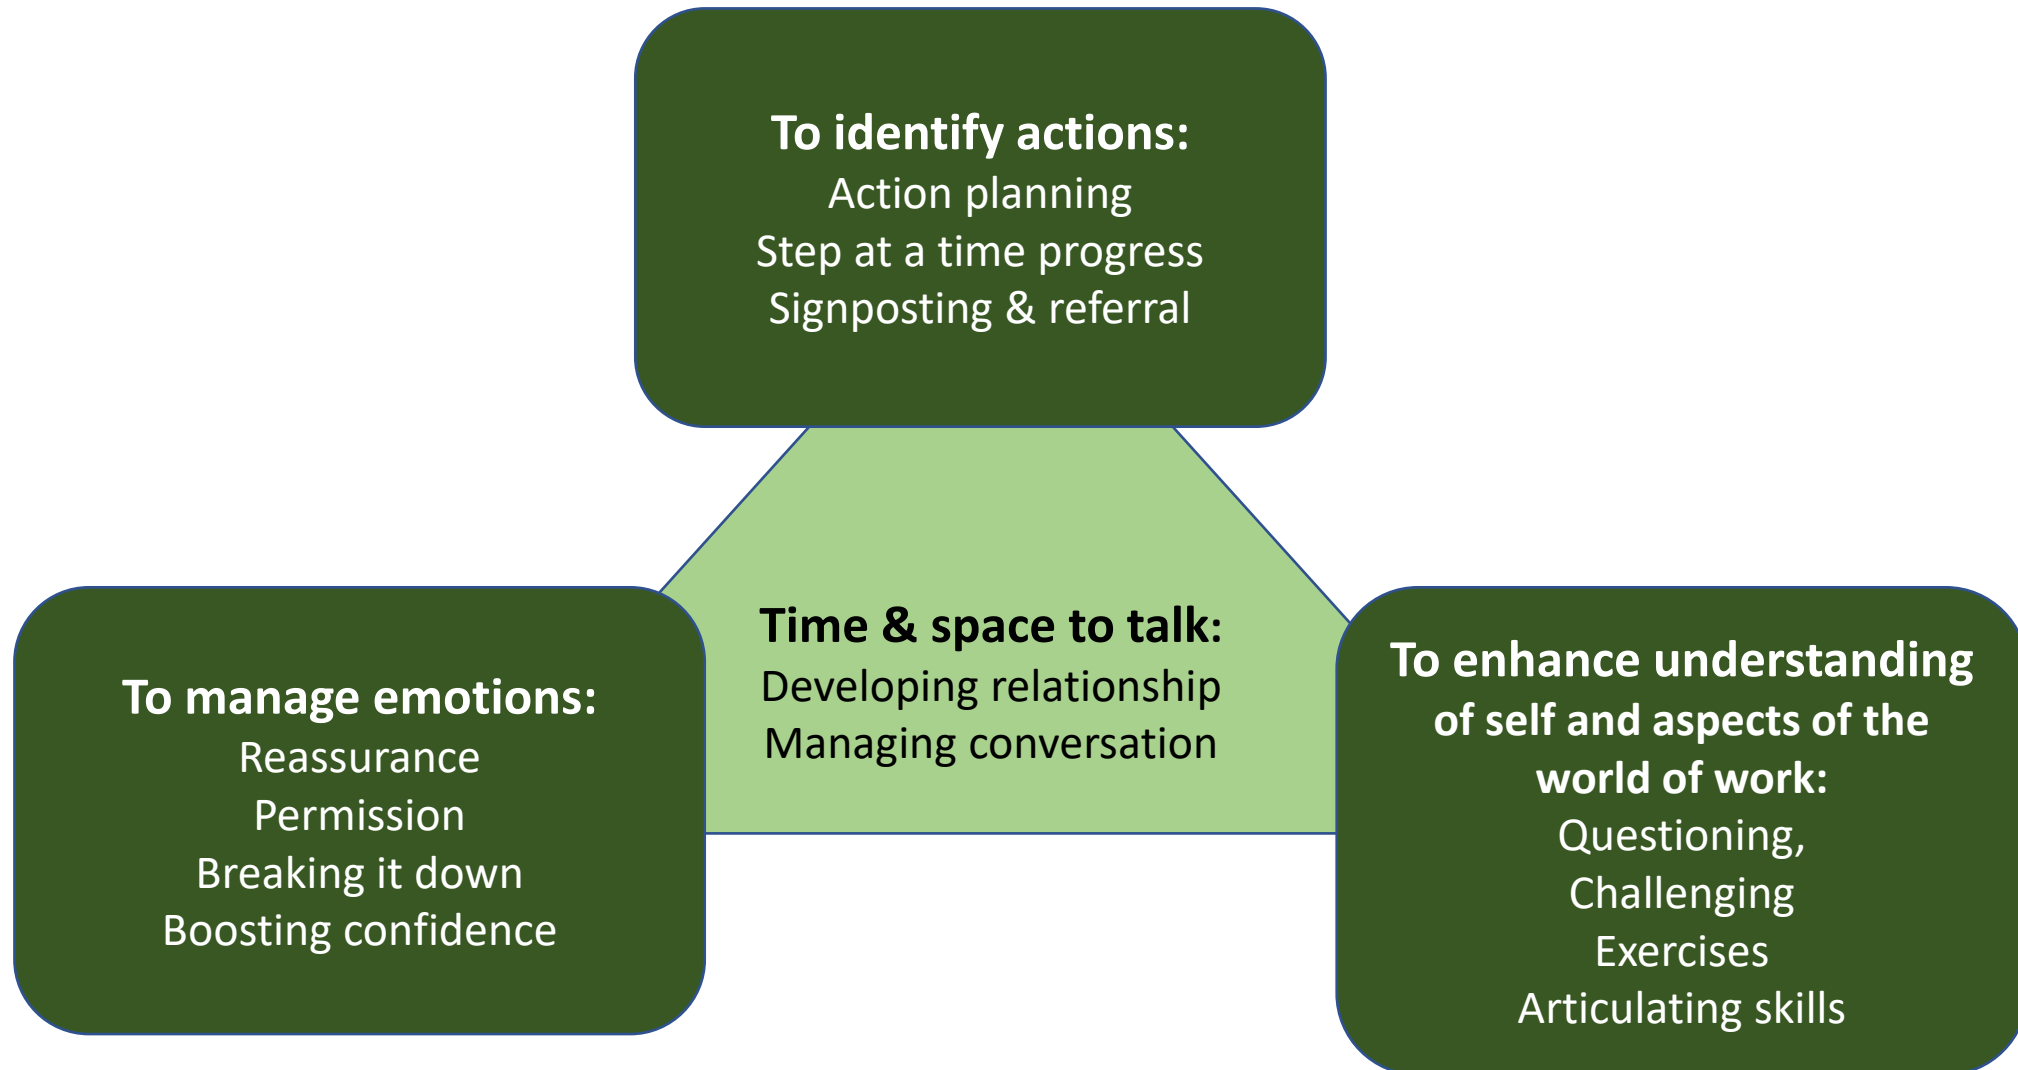 To identify actions:
Action planning
Step at a time progress
Signposting & referral
Time & space to talk:
Developing relationship
Managing conversation
To manage emotions:
Reassurance
Permission
Breaking it down
Boosting confidence
To enhance understanding
of self and aspects of the
world of work:
Questioning,
Challenging
Exercises
Articulating skills